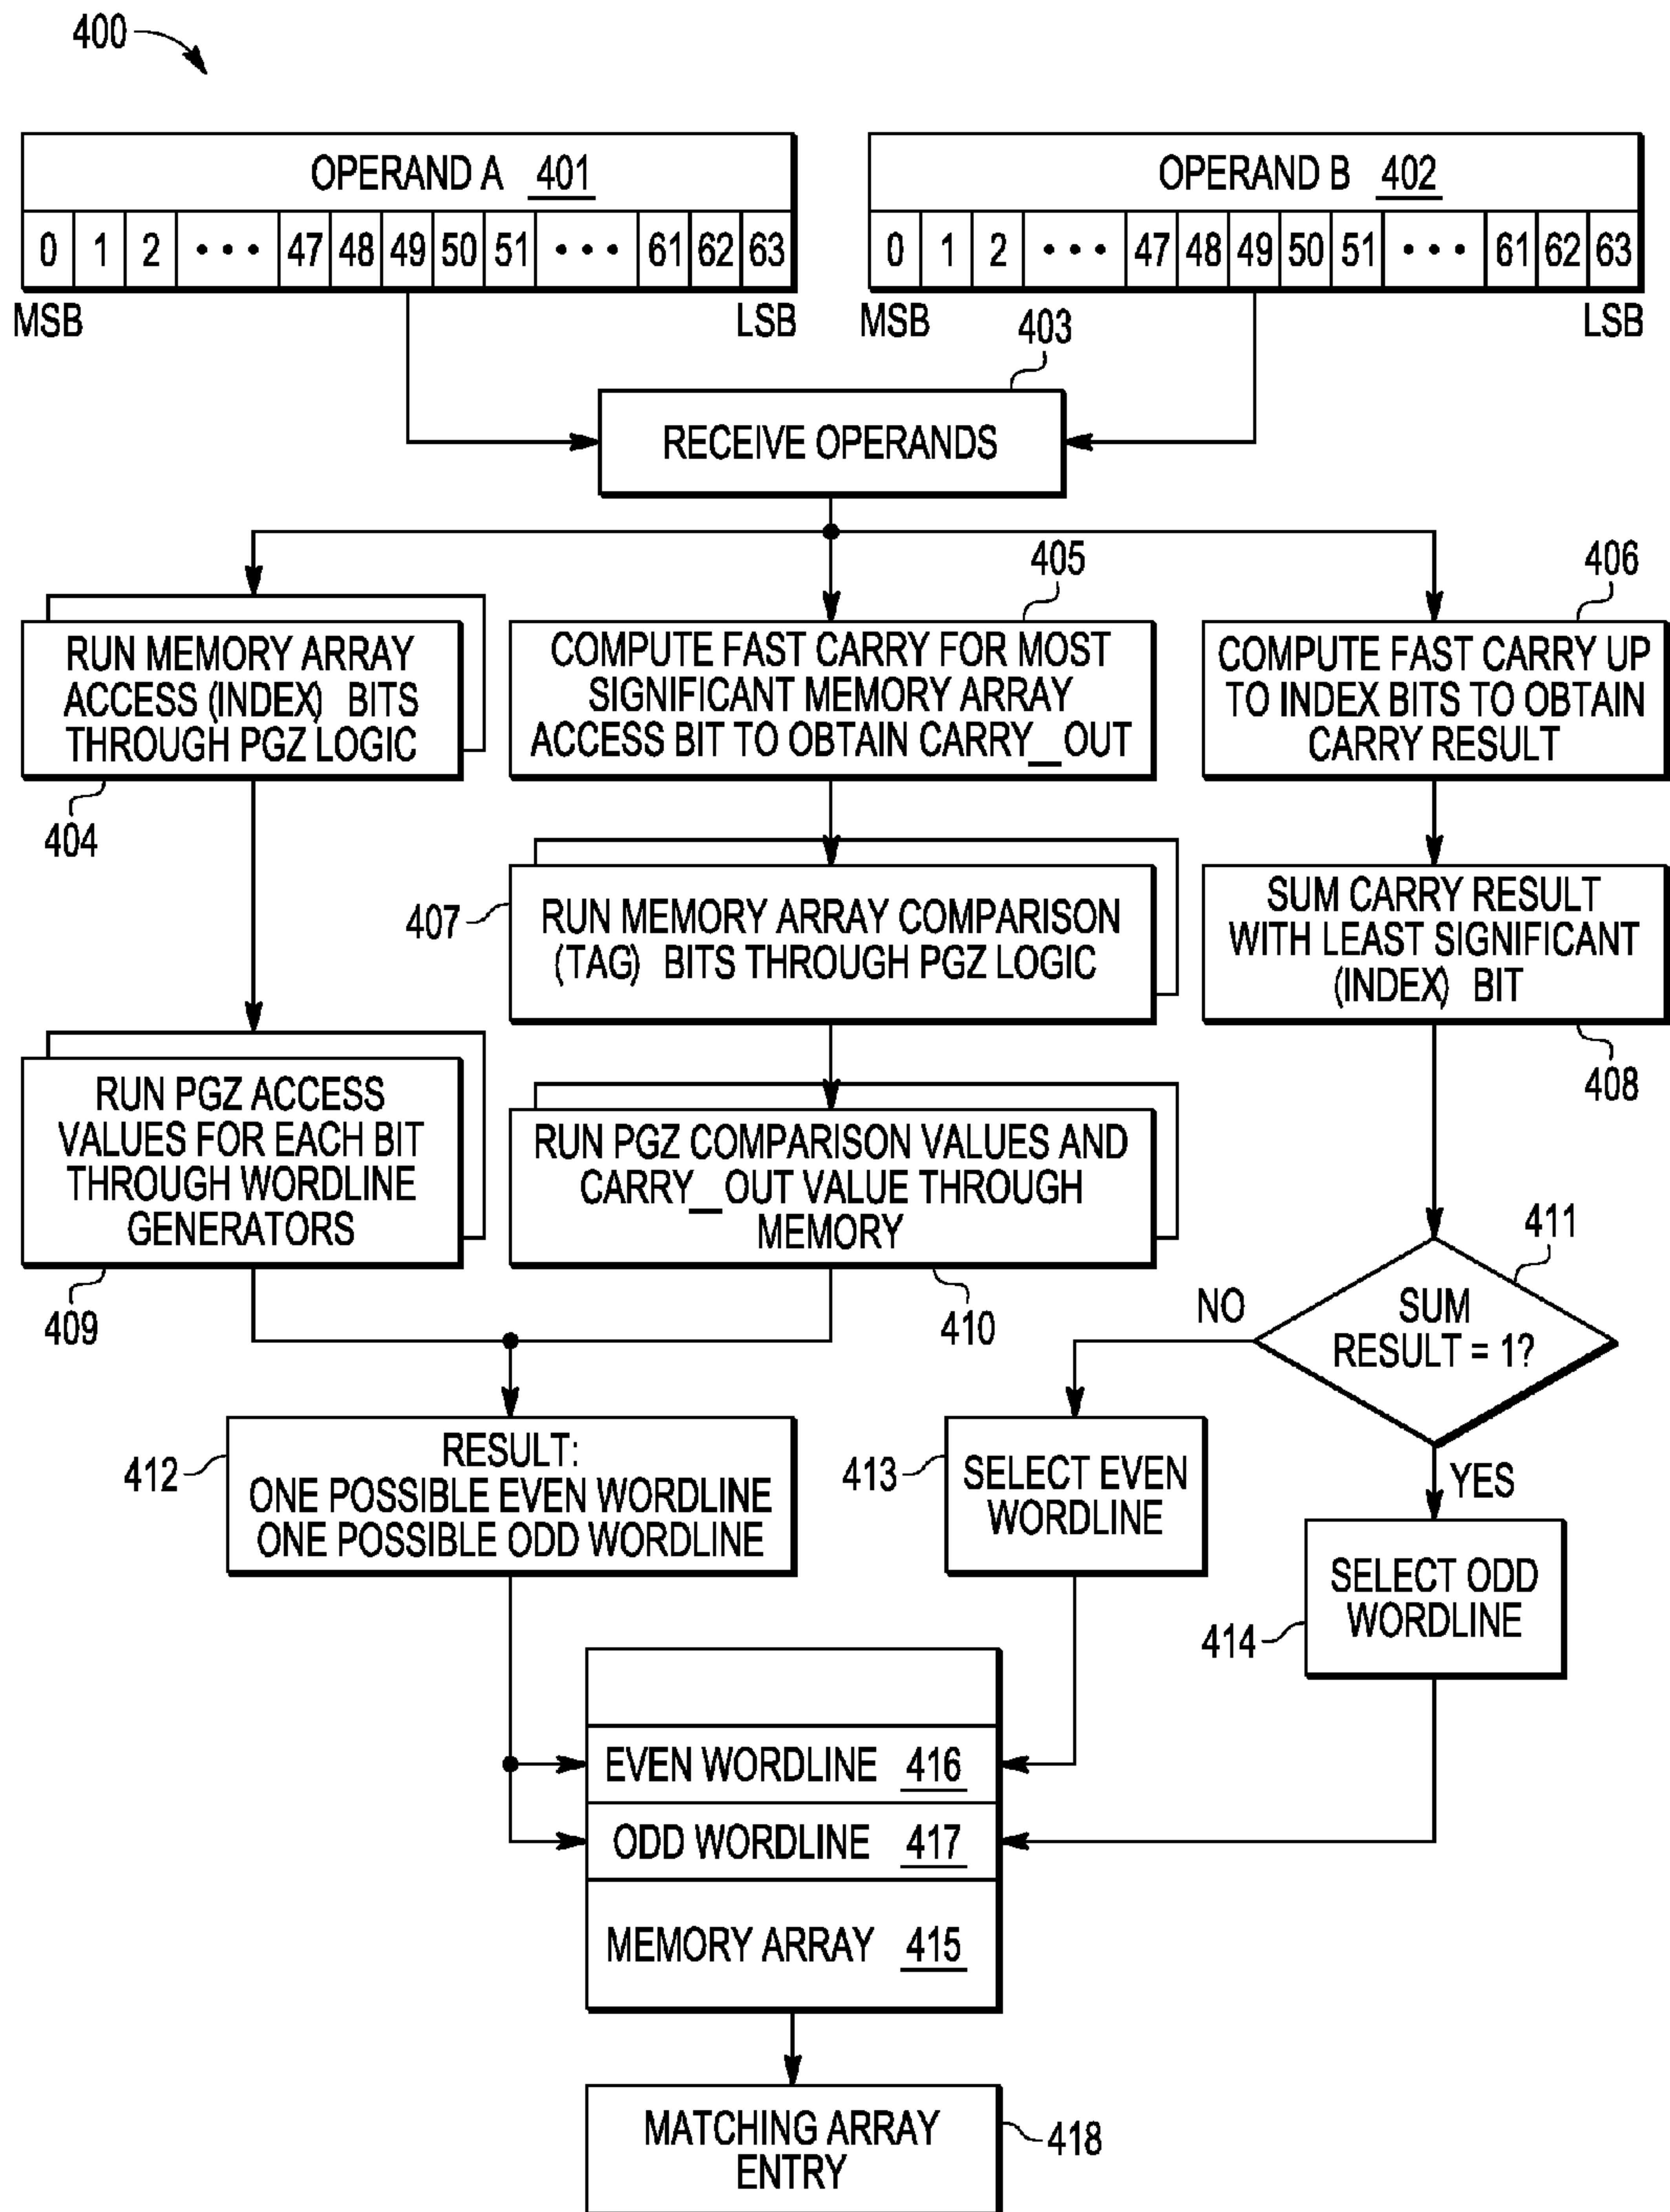 400
OPERAND A 401
OPERAND B 402
0 1 2 ••• 47 48 49 50 51 ••• 61 62 63
0 1 2 ••• 47 48 49 50 51 ••• 61 62 63
MSB
LSB
MSB
LSB
403
RECEIVE OPERANDS
405
406
RUN MEMORY ARRAY
ACCESS (INDEX) BITS
THROUGH PGZ LOGIC
404
COMPUTE FAST CARRY FOR MOST
SIGNIFICANT MEMORY ARRAY
ACCESS BIT TO OBTAIN CARRY_OUT
COMPUTE FAST CARRY UP
TO INDEX BITS TO OBTAIN
CARRY RESULT
407
RUN MEMORY ARRAY COMPARISON
(TAG) BITS THROUGH PGZ LOGIC
SUM CARRY RESULT
WITH LEAST SIGNIFICANT
(INDEX) BIT
408
RUN PGZ ACCESS
VALUES FOR EACH BIT
THROUGH WORDLINE
GENERATORS
409
RUN PGZ COMPARISON VALUES AND
CARRY_OUT VALUE THROUGH
MEMORY
410
411
SUM
RESULT = 1?
NO
YES
412
RESULT:
ONE POSSIBLE EVEN WORDLINE
ONE POSSIBLE ODD WORDLINE
413
SELECT EVEN
WORDLINE
414
SELECT ODD
WORDLINE
EVEN WORDLINE 416
ODD WORDLINE 417
MEMORY ARRAY 415
MATCHING ARRAY
ENTRY
418